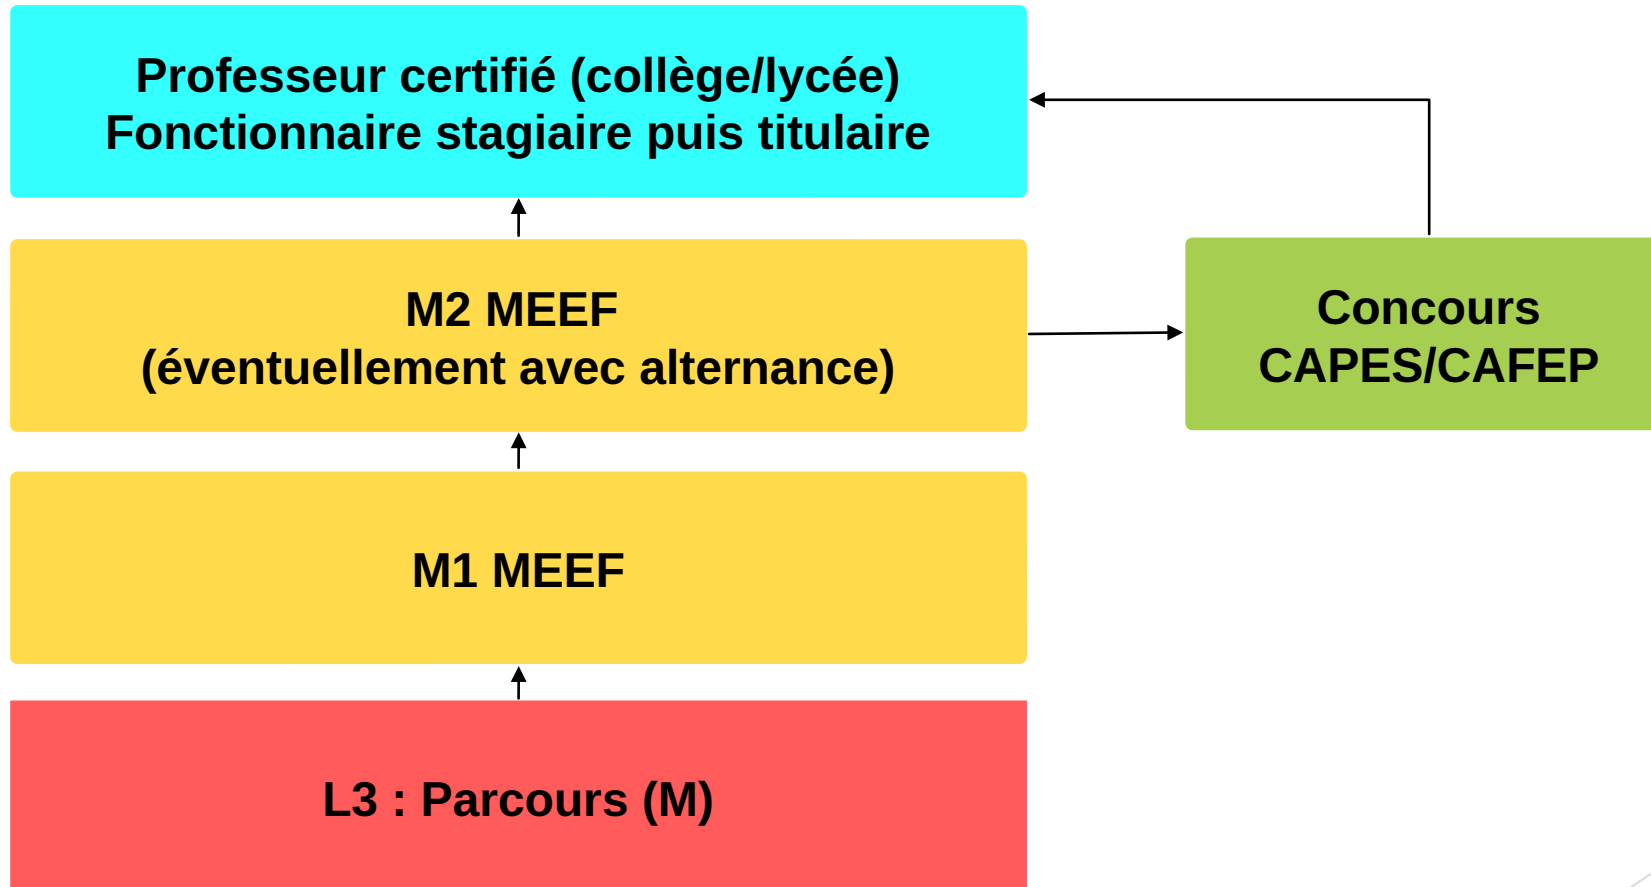 Professeur certifié (collège/lycée)
Fonctionnaire stagiaire puis titulaire
M2 MEEF
(éventuellement avec alternance)
Concours
CAPES/CAFEP
M1 MEEF
L3 : Parcours (M)